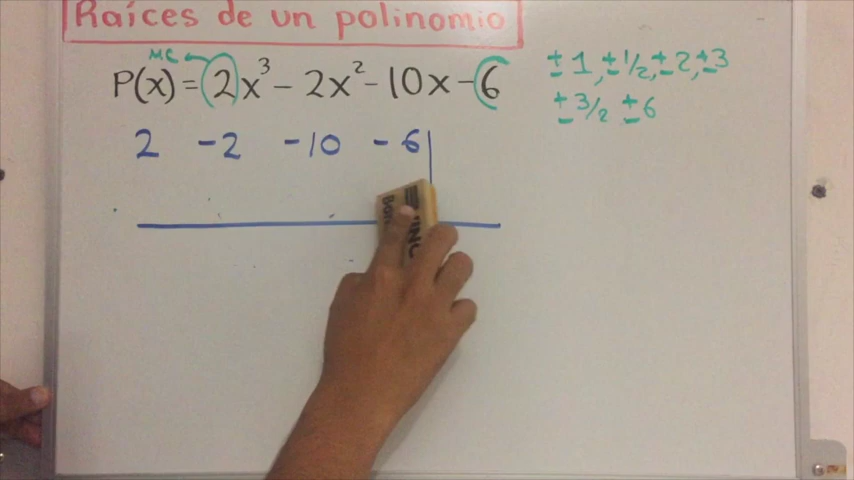 Raíces de un polinomio
MC
P(x) = 2x³ - 2x² - 10x - 6
± 1, ± 1/2, ± 2, ± 3
± 3/2 ± 6
2 -2 -10 -6